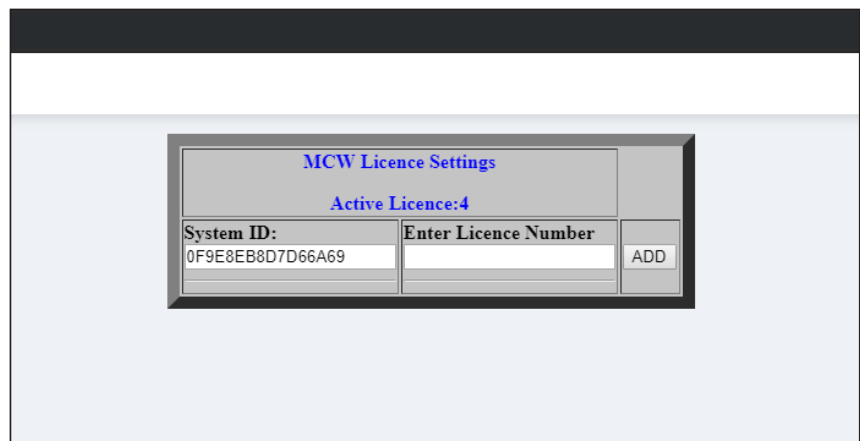 MCW Licence Settings
Active Licence:4
System ID:
Enter Licence Number
0F9E8EB8D7D66A69
ADD